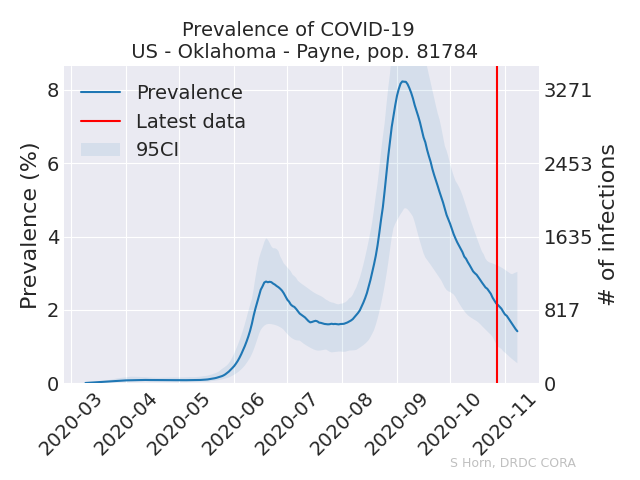 Prevalence of COVID-19
US - Oklahoma - Payne, pop. 81784
Prevalence
Latest data
95CI
Prevalence (%)
8
6
4
2
0
3271
2453
1635
817
0
# of infections
2020-03
2020-04
2020-05
2020-06
2020-07
2020-08
2020-09
2020-10
2020-11
S Horn, DRDC CORA